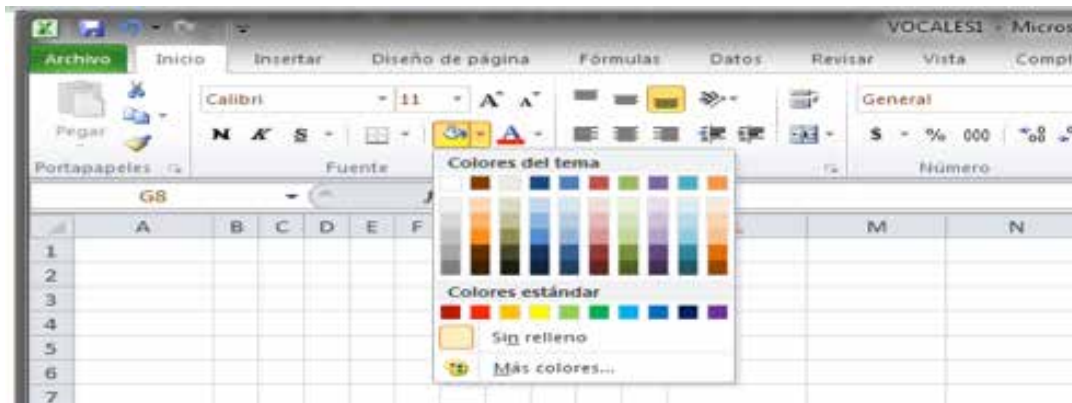 VOCALES1 - Micros
Archivo Inicio Insertar Diseño de página Fórmulas Datos Revisar Vista Compl
Calibri 11 A A General
Pegar N K S A $ % 000
Portapapeles Fuente Número
Colores del tema
G8
A B C D E F M N
1
2
3
Colores estándar
4
5
Sin relleno
6
Más colores...
7